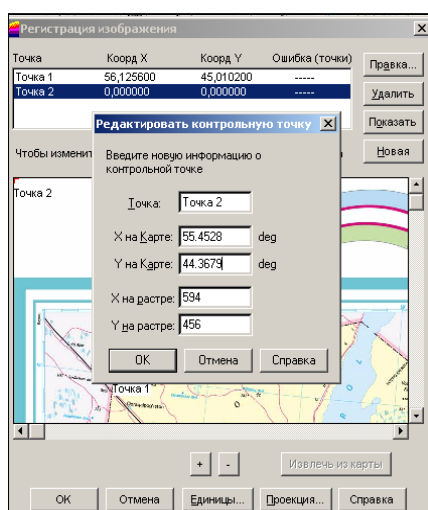 Регистрация изображения
Точка Коорд X Коорд Y Ошибка (точки)
Точка 1 56,125600 45,010200 -----
Точка 2 0,000000 0,000000 -----
Правка...
Удалить
Показать
Новая
Чтобы изменит
Редактировать контрольную точку
Введите новую информацию о
контрольной точке
Точка: Точка 2
X на Карте: 55.4528 deg
Y на Карте: 44.3679 deg
X на растре: 594
Y на растре: 456
OK Отмена Справка
Точка 2
Точка 1
+ -
Извлечь из карты
OK Отмена Единицы... Проекция... Справка